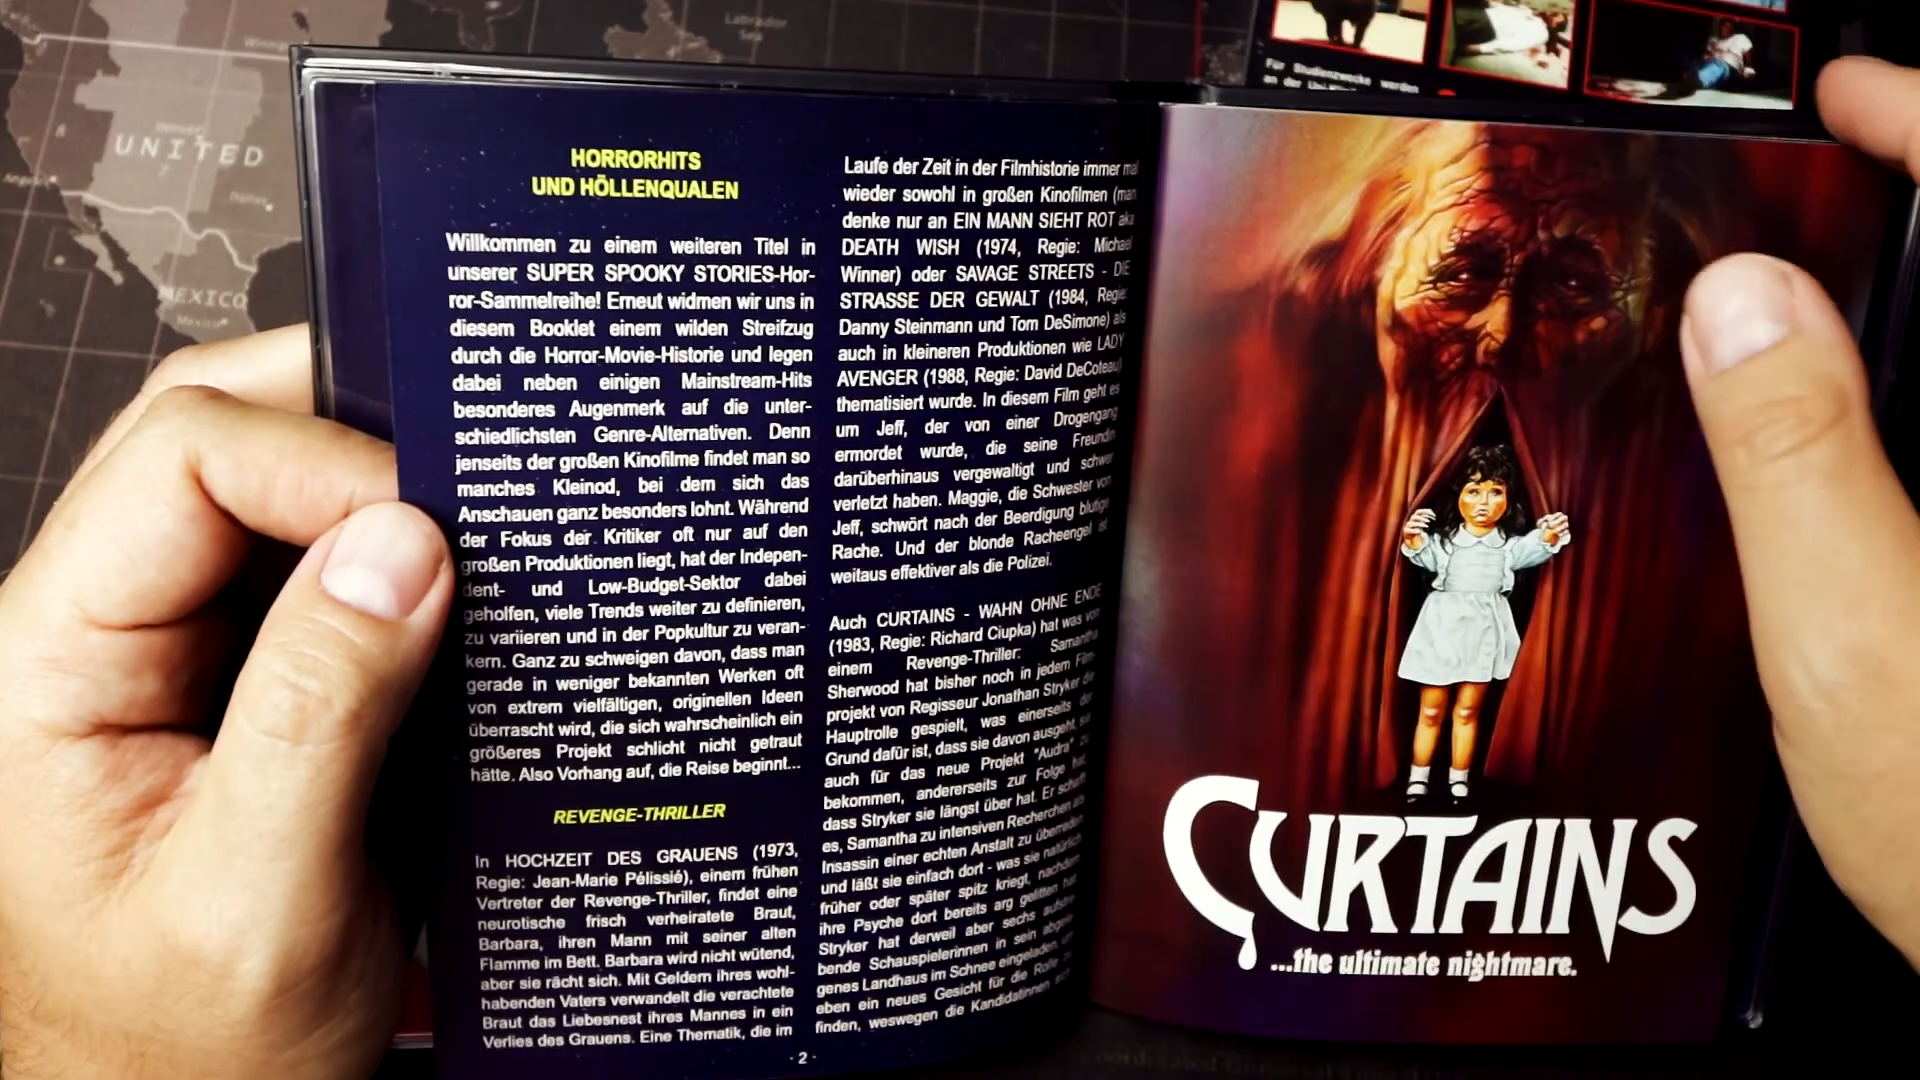 Labrador
Sea
UNITED
MEXICO
Für Studienzwecke werden
an der
HORRORHITS
UND HÖLLENQUALEN
Willkommen zu einem weiteren Titel in
unserer SUPER SPOOKY STORIES-Hor-
ror-Sammelreihe! Erneut widmen wir uns in
diesem Booklet einem wilden Streifzug
durch die Horror-Movie-Historie und legen
dabei neben einigen Mainstream-Hits
besonderes Augenmerk auf die unter-
schiedlichsten Genre-Alternativen. Denn
jenseits der großen Kinofilme findet man so
manches Kleinod, bei dem sich das
Anschauen ganz besonders lohnt. Während
der Fokus der Kritiker oft nur auf den
großen Produktionen liegt, hat der Indepen-
dent- und Low-Budget-Sektor dabei
geholfen, viele Trends weiter zu definieren,
zu variieren und in der Popkultur zu veran-
kern. Ganz zu schweigen davon, dass man
gerade in weniger bekannten Werken oft
von extrem vielfältigen, originellen Ideen
überrascht wird, die sich wahrscheinlich ein
größeres Projekt schlicht nicht getraut
hätte. Also Vorhang auf, die Reise beginnt...
REVENGE-THRILLER
In HOCHZEIT DES GRAUENS (1973,
Regie: Jean-Marie Pélissié), einem frühen
Vertreter der Revenge-Thriller, findet eine
neurotische frisch verheiratete Braut,
Barbara, ihren Mann mit seiner alten
Flamme im Bett. Barbara wird nicht wütend,
aber sie rächt sich. Mit Geldern ihres wohl-
habenden Vaters verwandelt die verachtete
Braut das Liebesnest ihres Mannes in ein
Verlies des Grauens. Eine Thematik, die im
Laufe der Zeit in der Filmhistorie immer mal
wieder sowohl in großen Kinofilmen (man
denke nur an EIN MANN SIEHT ROT aka
DEATH WISH (1974, Regie: Michael
Winner) oder SAVAGE STREETS - DIE
STRASSE DER GEWALT (1984, Regie:
Danny Steinmann und Tom DeSimone) als
auch in kleineren Produktionen wie LADY
AVENGER (1988, Regie: David DeCoteau)
thematisiert wurde. In diesem Film geht es
um Jeff, der von einer Drogengang
ermordet wurde, die seine Freundin
darüberhinaus vergewaltigt und schwer
verletzt haben. Maggie, die Schwester von
Jeff, schwört nach der Beerdigung blutige
Rache. Und der blonde Racheengel ist
weitaus effektiver als die Polizei.
Auch CURTAINS - WAHN OHNE ENDE
(1983, Regie: Richard Ciupka) hat was von
einem Revenge-Thriller: Samantha
Sherwood hat bisher noch in jedem Film-
projekt von Regisseur Jonathan Stryker die
Hauptrolle gespielt, was einerseits der
Grund dafür ist, dass sie davon ausgeht, sie
auch für das neue Projekt "Audra" zu
bekommen, andererseits zur Folge hat,
dass Stryker sie längst über hat. Er schafft
es, Samantha zu intensiven Recherchen als
Insassin einer echten Anstalt zu überreden
und läßt sie einfach dort - was sie natürlich
früher oder später spitz kriegt, nachdem
ihre Psyche dort bereits arg gelitten hat.
Stryker hat derweil aber sechs aufstre-
bende Schauspielerinnen in sein abgele-
genes Landhaus im Schnee eingeladen, um
eben ein neues Gesicht für die Rolle zu
finden, weswegen die Kandidatinnen
- 2 -
CURTAINS
...the ultimate nightmare.